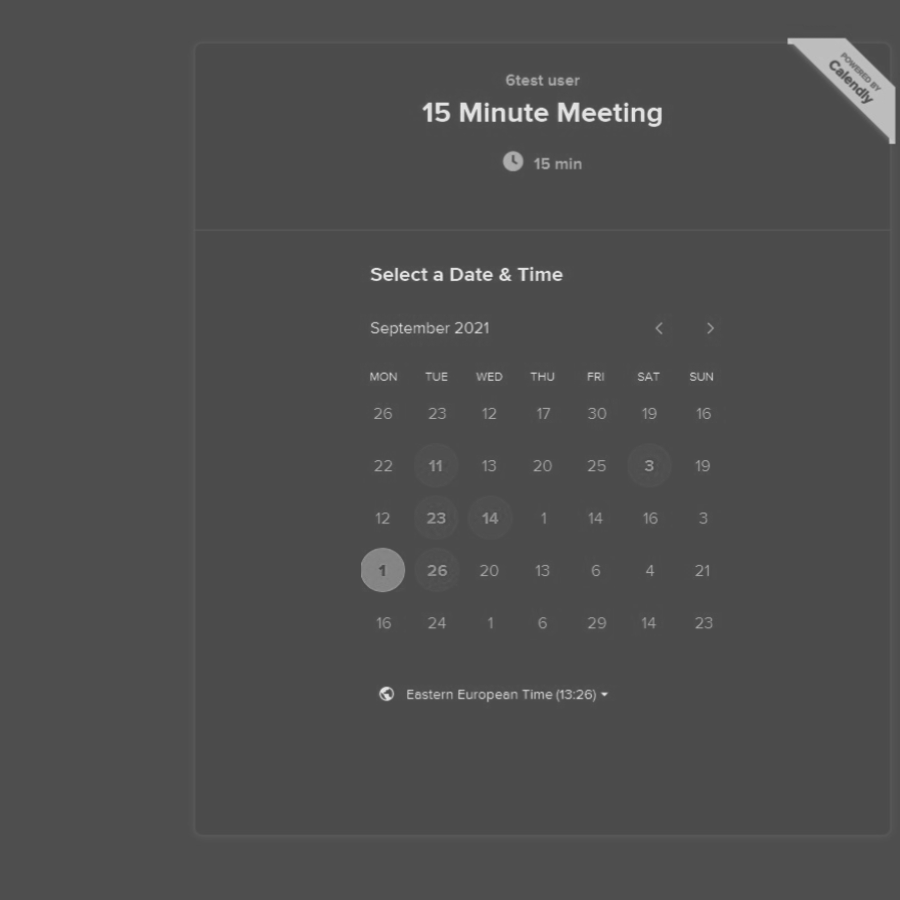 POWERED BY
Calendly
6test user
15 Minute Meeting
15 min
Select a Date & Time
September 2021
MON TUE WED THU FRI SAT SUN
26 23 12 17 30 19 16
22 11 13 20 25 3 19
12 23 14 1 14 16 3
1 26 20 13 6 4 21
16 24 1 6 29 14 23
Eastern European Time (13:26)